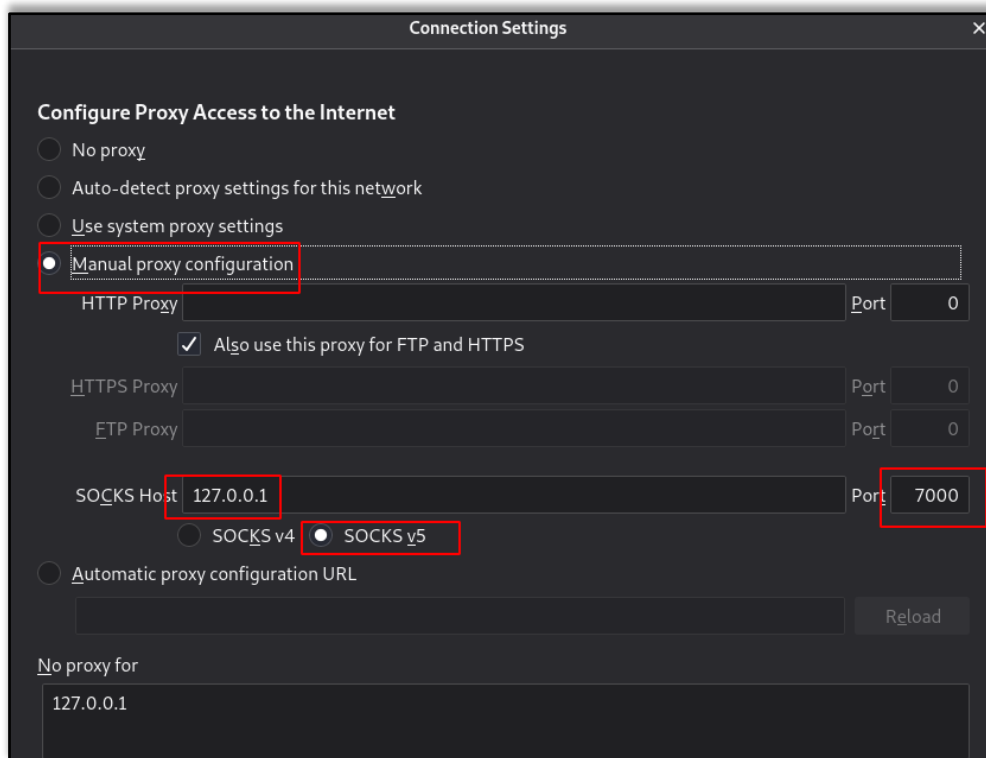 Connection Settings ×
Configure Proxy Access to the Internet
No proxy
Auto-detect proxy settings for this network
Use system proxy settings
Manual proxy configuration
HTTP Proxy Port 0
Also use this proxy for FTP and HTTPS
HTTPS Proxy Port 0
FTP Proxy Port 0
SOCKS Host 127.0.0.1 Port 7000
SOCKS v4 SOCKS v5
Automatic proxy configuration URL
Reload
No proxy for
127.0.0.1